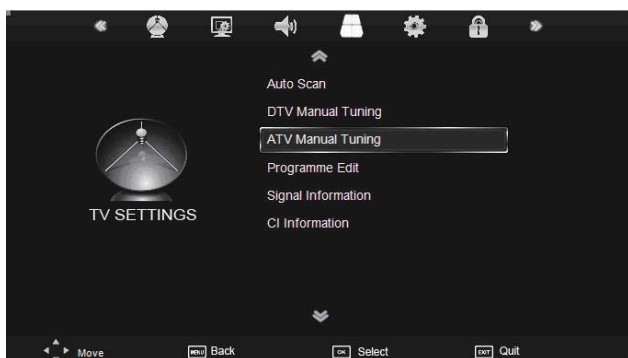 Auto Scan
DTV Manual Tuning
ATV Manual Tuning
Programme Edit
Signal Information
CI Information
TV SETTINGS
Move MENU Back OK Select EXIT Quit